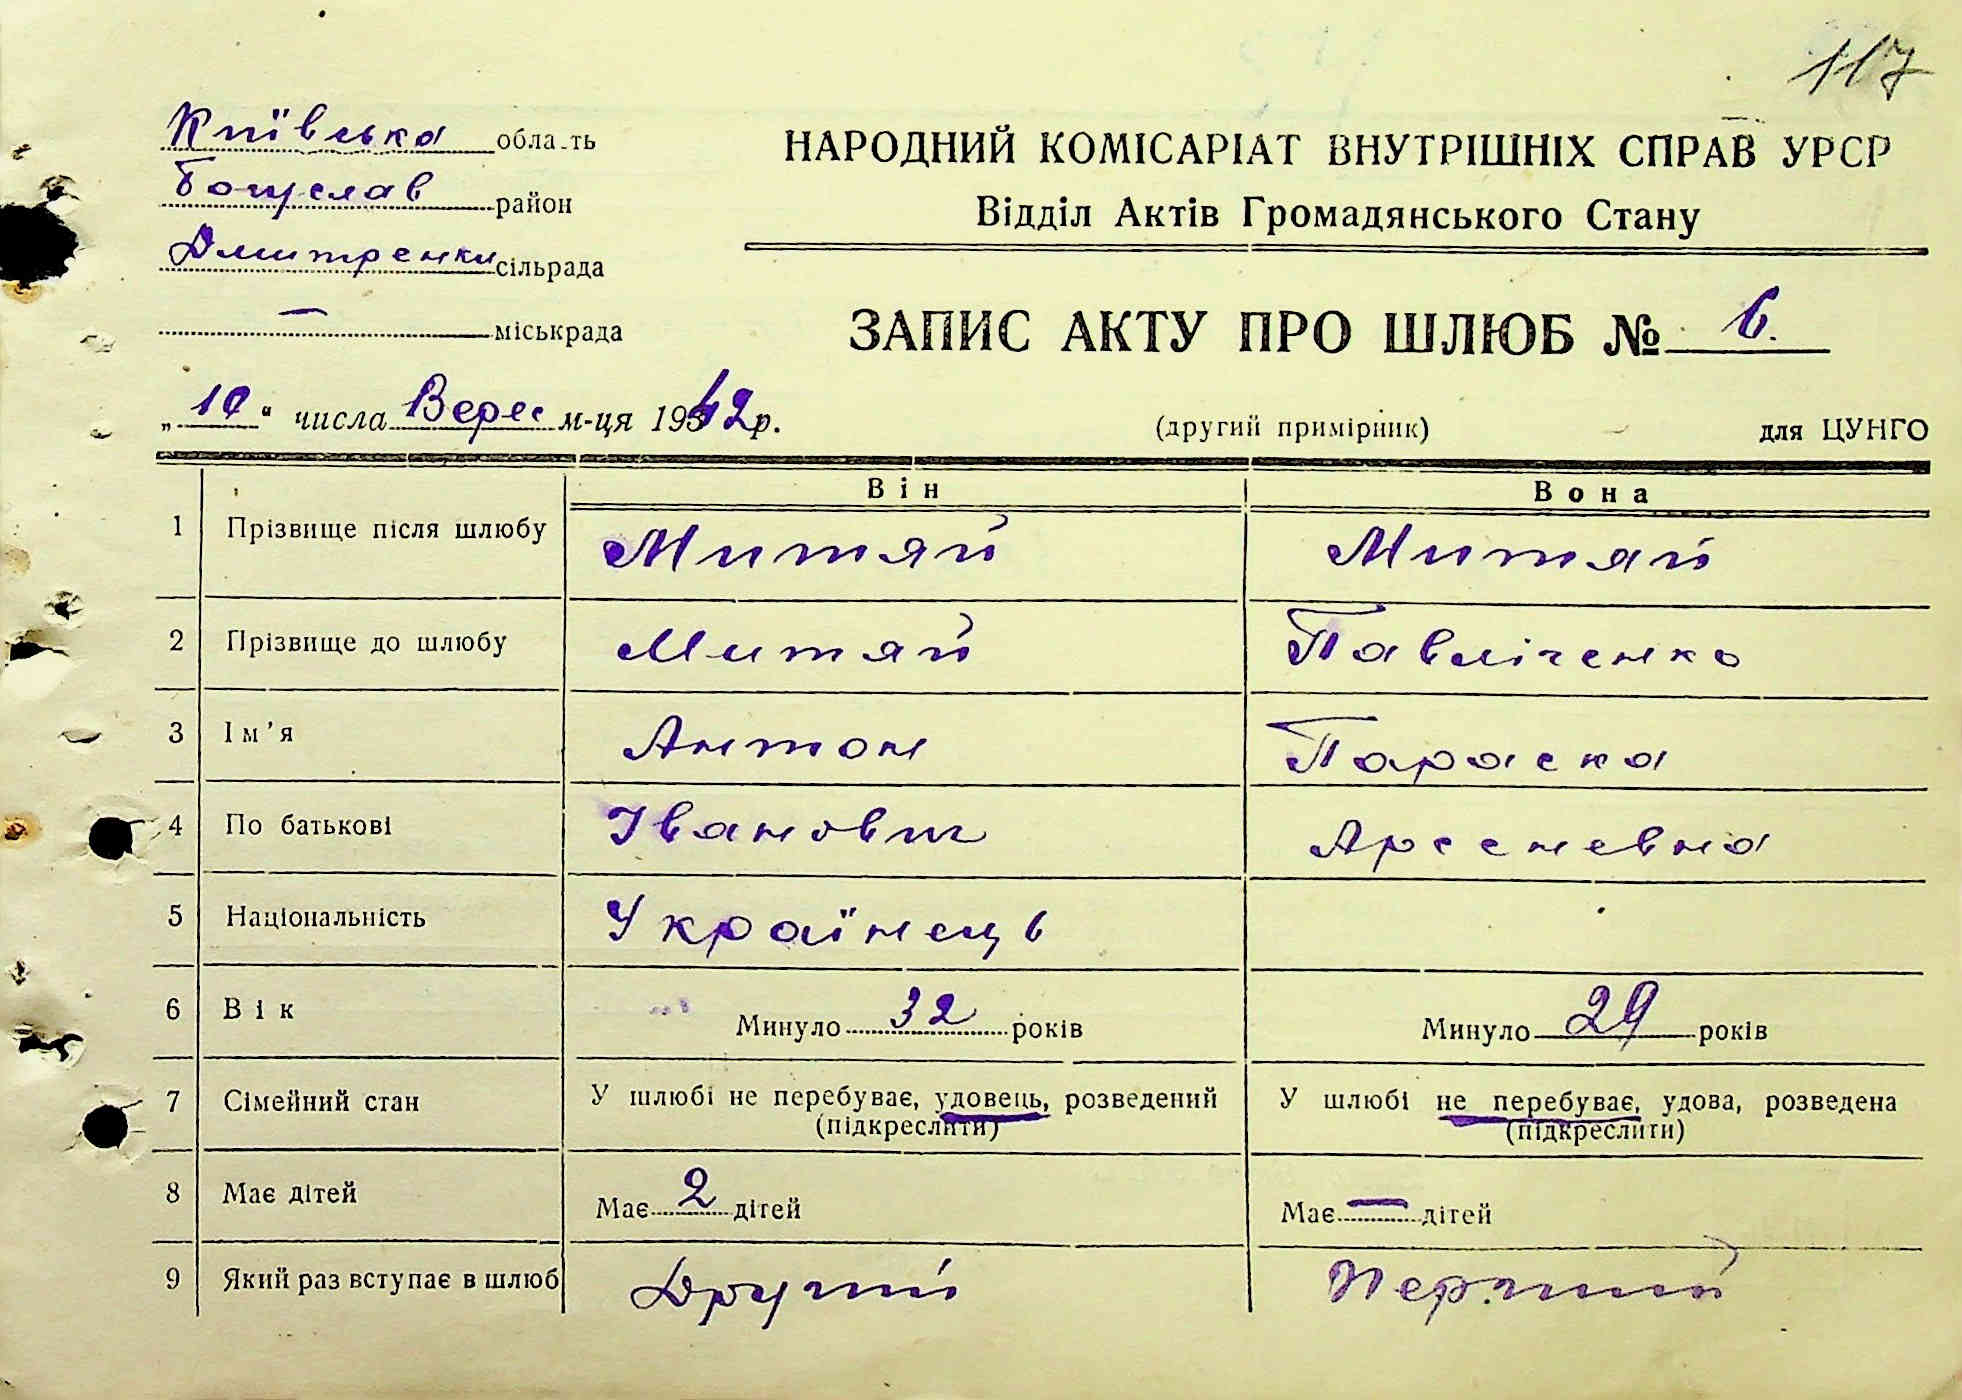 117
Київська область
НАРОДНИЙ КОМІСАРІАТ ВНУТРІШНІХ СПРАВ УРСР
Богуслав район
Відділ Актів Громадянського Стану
Дмитренки сільрада
— міськрада
ЗАПИС АКТУ ПРО ШЛЮБ № 6.
„10“ числа Верес м-ця 1942 р.
(другий примірник) для ЦУНГО
Він Вона
1 Прізвище після шлюбу Митяй Митяй
2 Прізвище до шлюбу Митяй Павліченко
3 Ім’я Антон Параска
4 По батькові Іванович Арсеневна
5 Національність Українець
6 Вік Минуло 32 років Минуло 29 років
7 Сімейний стан У шлюбі не перебуває, удовець, розведений У шлюбі не перебуває, удова, розведена
(підкреслити) (підкреслити)
8 Має дітей Має 2 дітей Має — дітей
9 Який раз вступає в шлюб Другий Перший